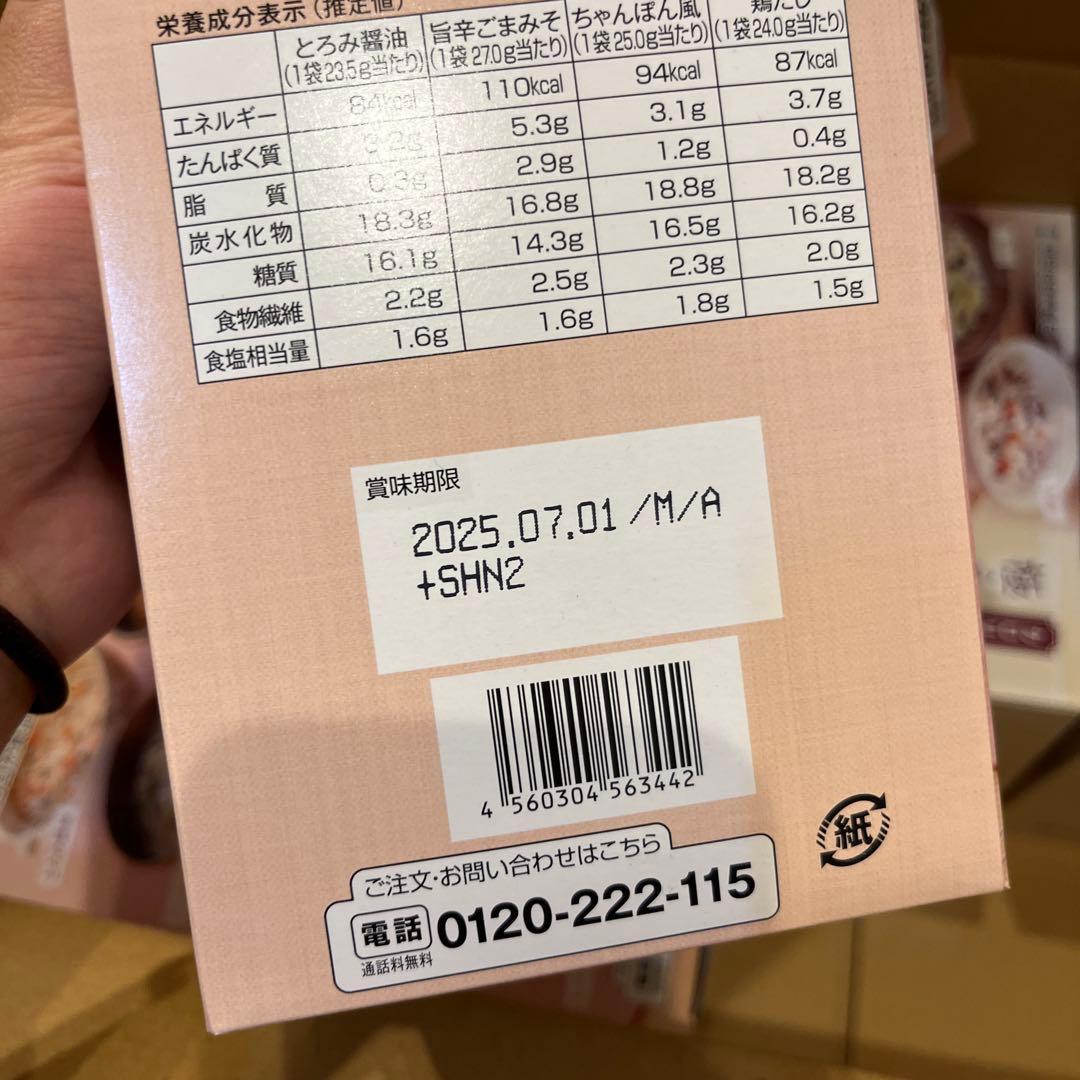 栄養成分表示(推定値)
とろみ醤油 旨辛ごまみそ ちゃんぽん風 鶏だし
(1袋23.5g当たり) (1袋27.0g当たり) (1袋25.0g当たり) (1袋24.0g当たり)
エネルギー 84kcal 110kcal 94kcal 87kcal
たんぱく質 3.2g 5.3g 3.1g 3.7g
脂質 0.3g 2.9g 1.2g 0.4g
炭水化物 18.3g 16.8g 18.8g 18.2g
糖質 16.1g 14.3g 16.5g 16.2g
食物繊維 2.2g 2.5g 2.3g 2.0g
食塩相当量 1.6g 1.6g 1.8g 1.5g
賞味期限
2025.07.01 /M/A
+SHN2
4 560304 563442
紙
ご注文・お問い合わせはこちら
電話 0120-222-115
通話料無料